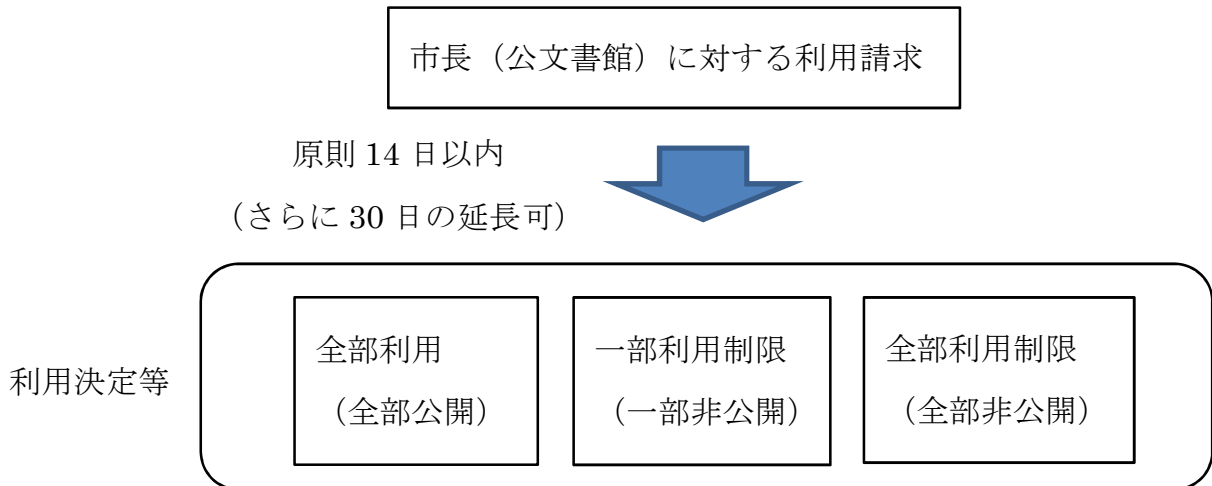 市長（公文書館）に対する利用請求
原則 14 日以内
（さらに 30 日の延長可）
利用決定等
全部利用
（全部公開）
一部利用制限
（一部非公開）
全部利用制限
（全部非公開）